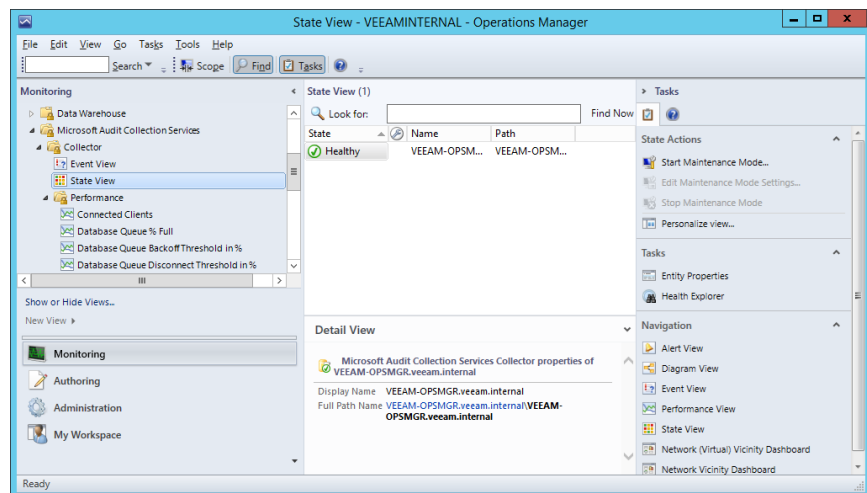 State View - VEEAMINTERNAL - Operations Manager
File Edit View Go Tasks Tools Help
Search Scope Find Tasks
Monitoring
Data Warehouse
Microsoft Audit Collection Services
Collector
Event View
State View
Performance
Connected Clients
Database Queue % Full
Database Queue Backoff Threshold in %
Database Queue Disconnect Threshold in %
Show or Hide Views...
New View
Monitoring
Authoring
Administration
My Workspace
State View (1)
Look for: Find Now
State Name Path
Healthy VEEAM-OPSM... VEEAM-OPSM...
Detail View
Microsoft Audit Collection Services Collector properties of
VEEAM-OPSMGR.veeam.internal
Display Name VEEAM-OPSMGR.veeam.internal
Full Path Name VEEAM-OPSMGR.veeam.internal\VEEAM-
OPSMGR.veeam.internal
Tasks
State Actions
Start Maintenance Mode...
Edit Maintenance Mode Settings...
Stop Maintenance Mode
Personalize view...
Tasks
Entity Properties
Health Explorer
Navigation
Alert View
Diagram View
Event View
Performance View
State View
Network (Virtual) Vicinity Dashboard
Network Vicinity Dashboard
Ready